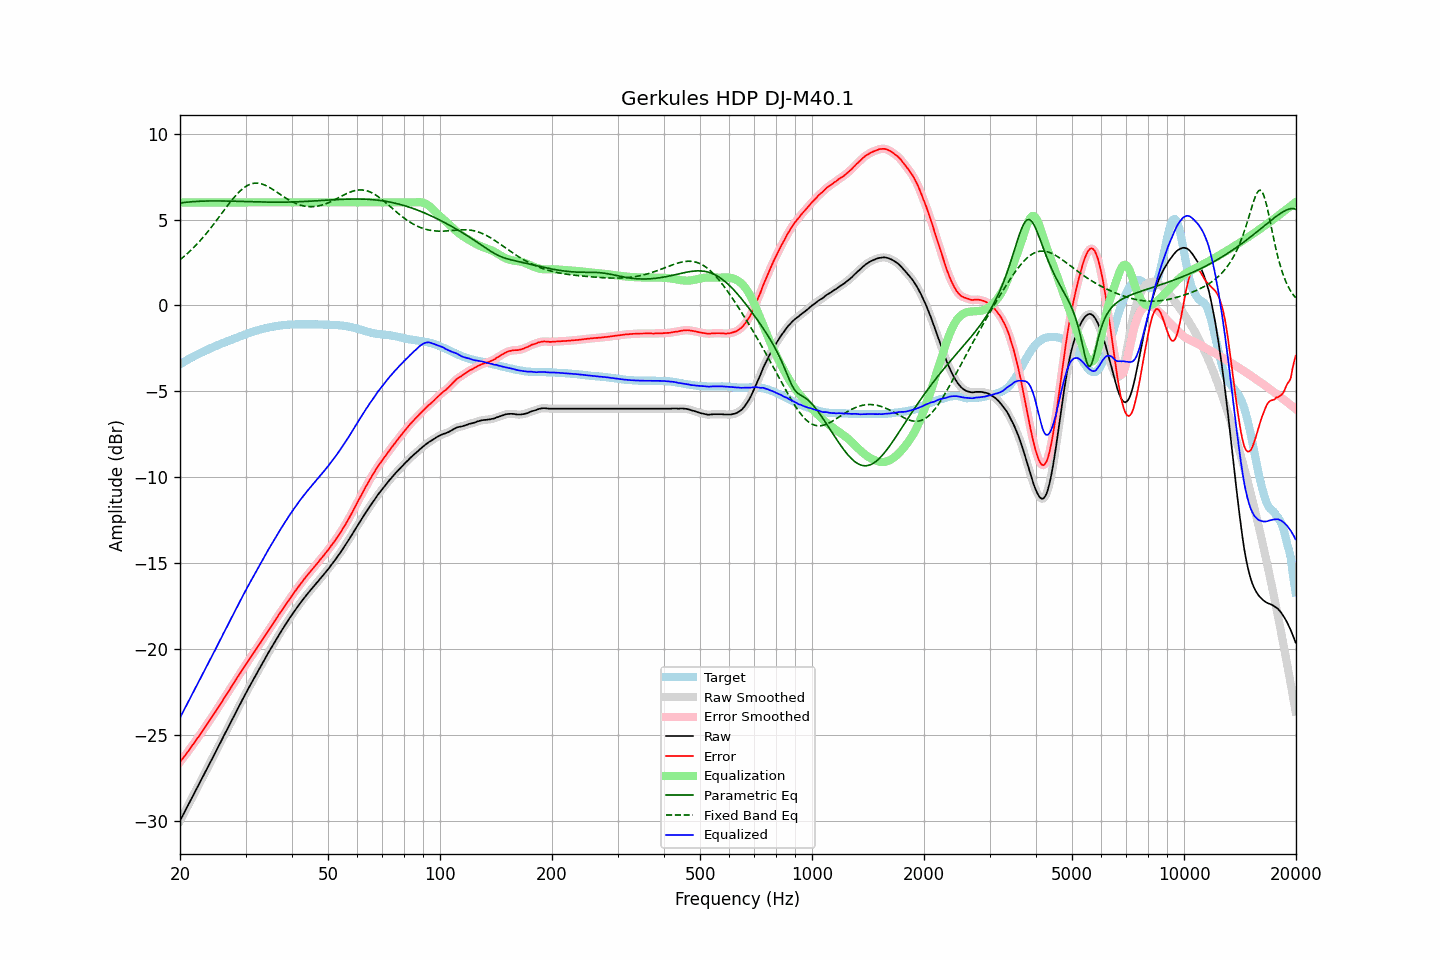 Gerkules HDP DJ-M40.1
Amplitude (dBr)
10
5
0
−5
−10
−15
−20
−25
−30
Target
Raw Smoothed
Error Smoothed
Raw
Error
Equalization
Parametric Eq
Fixed Band Eq
Equalized
20 50 100 200 500 1000 2000 5000 10000 20000
Frequency (Hz)